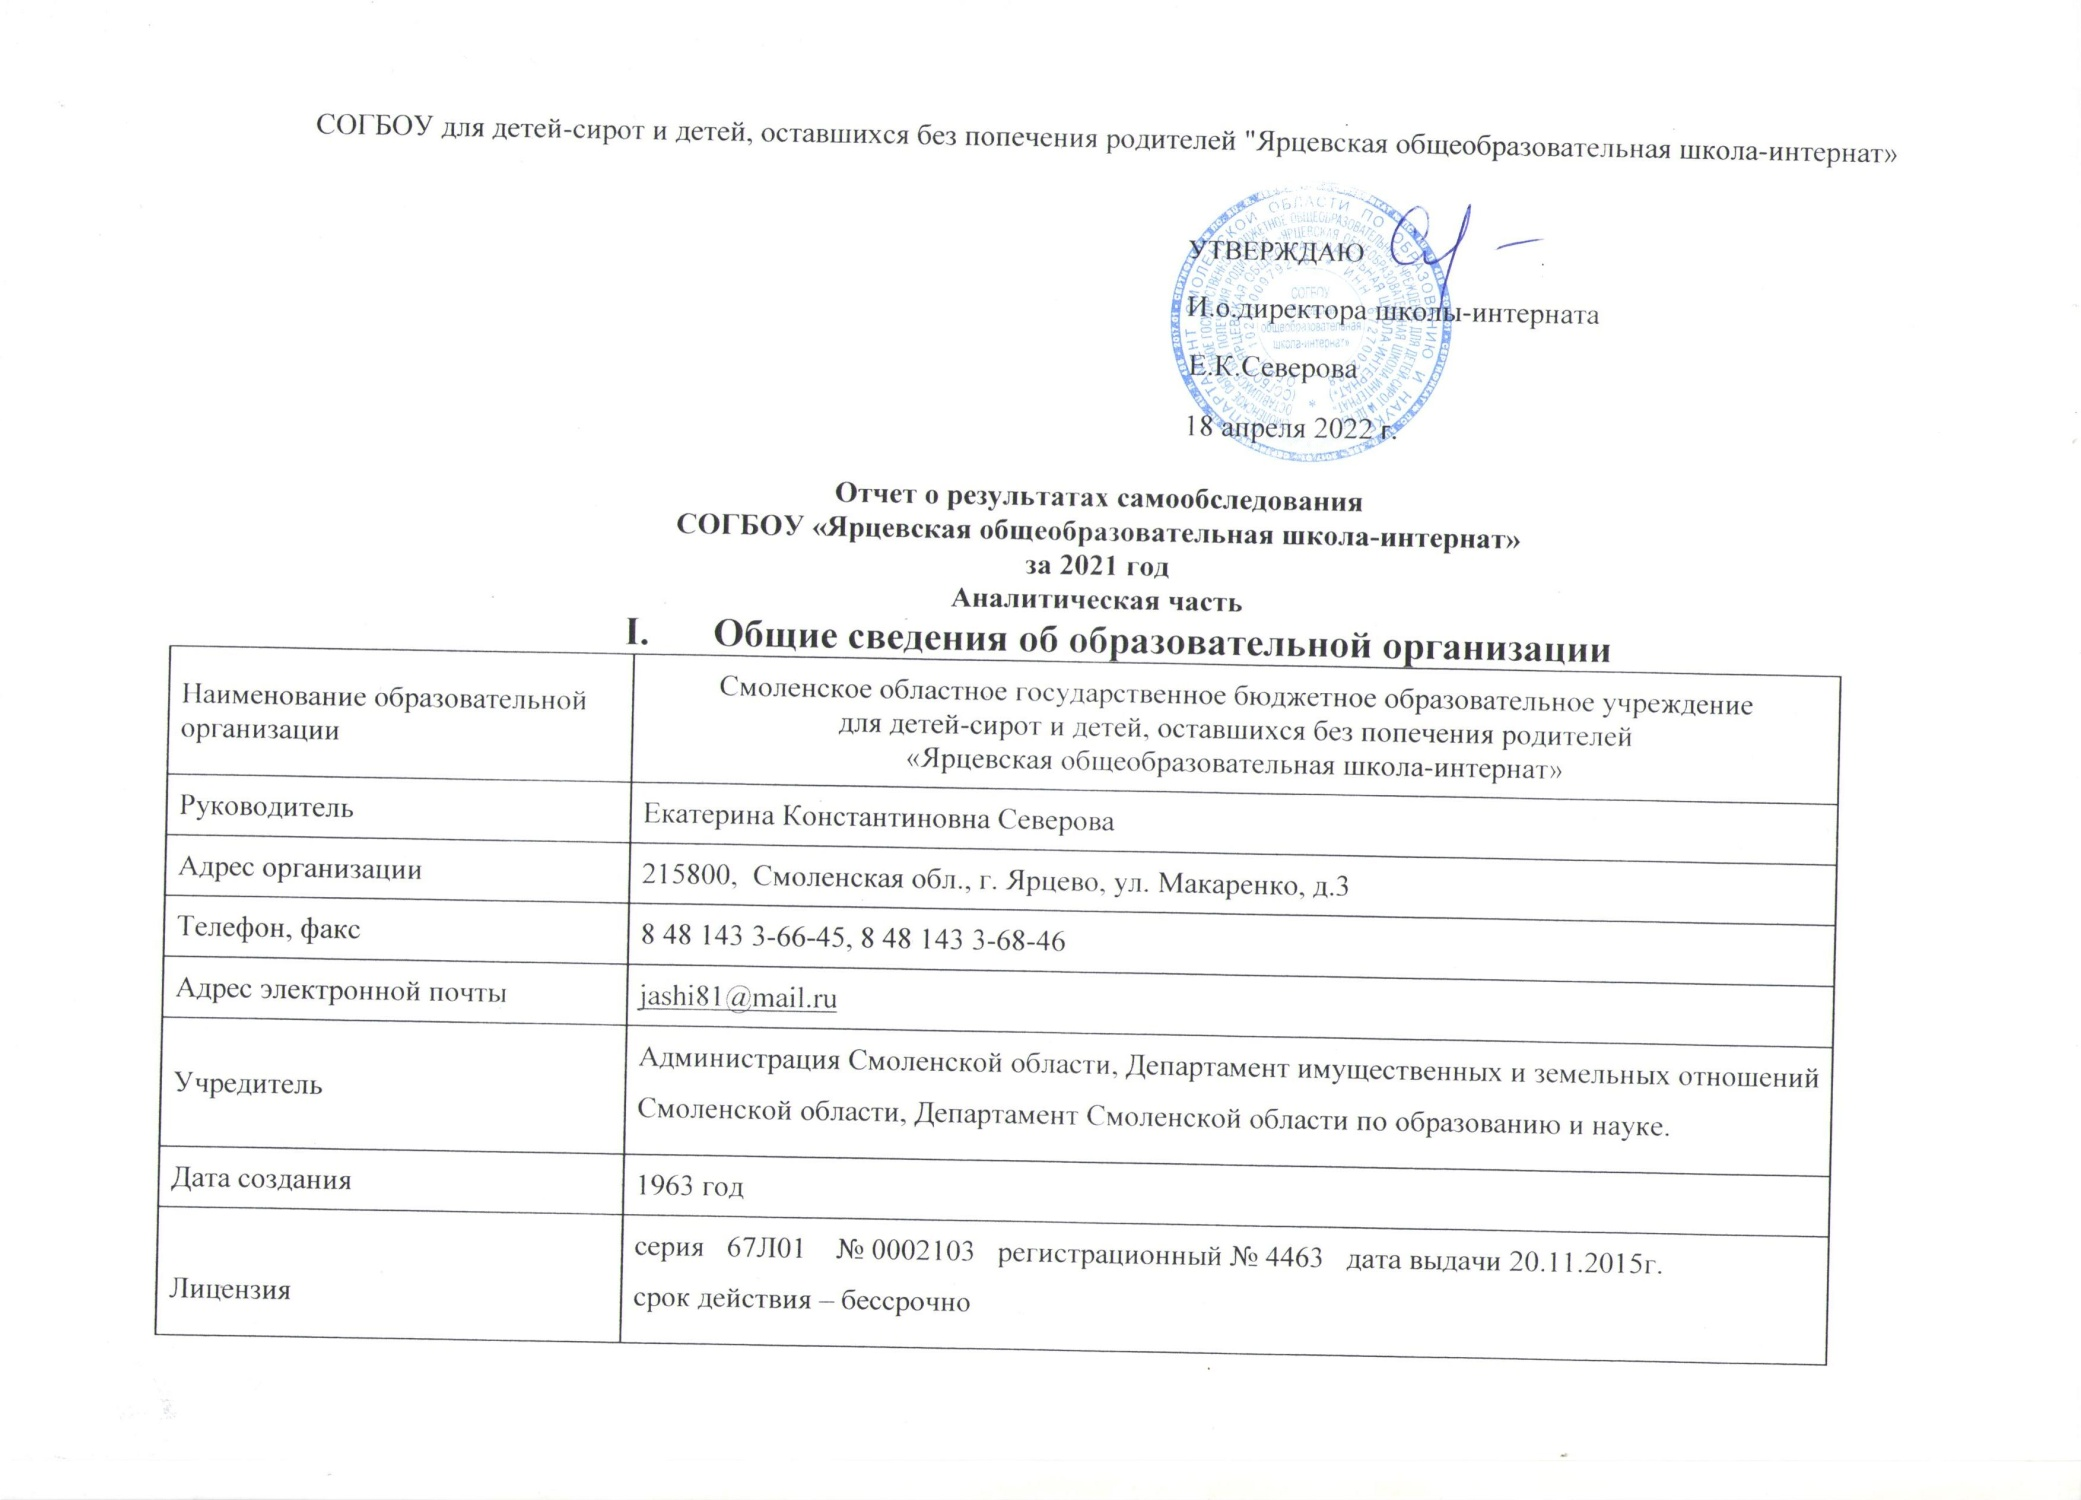 СОГБОУ для детей-сирот и детей, оставшихся без попечения родителей "Ярцевская общеобразовательная школа-интернат»
УТВЕРЖДАЮ
И.о.директора школы-интерната
Е.К.Северова
18 апреля 2022 г.
Отчет о результатах самообследования
СОГБОУ «Ярцевская общеобразовательная школа-интернат»
за 2021 год
Аналитическая часть
I. Общие сведения об образовательной организации
Наименование образовательной
организации
Смоленское областное государственное бюджетное образовательное учреждение
для детей-сирот и детей, оставшихся без попечения родителей
«Ярцевская общеобразовательная школа-интернат»
Руководитель
Екатерина Константиновна Северова
Адрес организации
215800, Смоленская обл., г. Ярцево, ул. Макаренко, д.3
Телефон, факс
8 48 143 3-66-45, 8 48 143 3-68-46
Адрес электронной почты
jashi81@mail.ru
Учредитель
Администрация Смоленской области, Департамент имущественных и земельных отношений
Смоленской области, Департамент Смоленской области по образованию и науке.
Дата создания
1963 год
Лицензия
серия 67Л01 № 0002103 регистрационный № 4463 дата выдачи 20.11.2015г.
срок действия – бессрочно